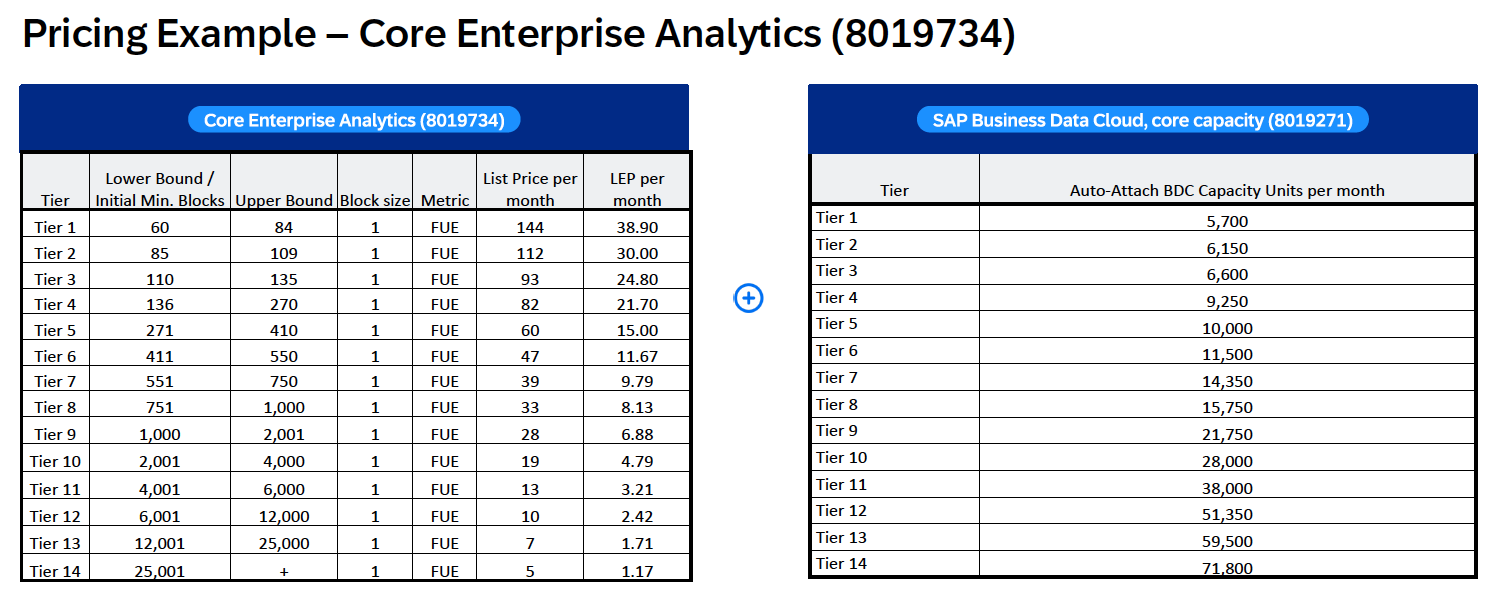 Pricing Example – Core Enterprise Analytics (8019734)
Core Enterprise Analytics (8019734)
Tier Lower Bound / Initial Min. Blocks Upper Bound Block size Metric List Price per month LEP per month
Tier 1 60 84 1 FUE 144 38.90
Tier 2 85 109 1 FUE 112 30.00
Tier 3 110 135 1 FUE 93 24.80
Tier 4 136 270 1 FUE 82 21.70
Tier 5 271 410 1 FUE 60 15.00
Tier 6 411 550 1 FUE 47 11.67
Tier 7 551 750 1 FUE 39 9.79
Tier 8 751 1,000 1 FUE 33 8.13
Tier 9 1,000 2,001 1 FUE 28 6.88
Tier 10 2,001 4,000 1 FUE 19 4.79
Tier 11 4,001 6,000 1 FUE 13 3.21
Tier 12 6,001 12,000 1 FUE 10 2.42
Tier 13 12,001 25,000 1 FUE 7 1.71
Tier 14 25,001 + 1 FUE 5 1.17
+
SAP Business Data Cloud, core capacity (8019271)
Tier Auto-Attach BDC Capacity Units per month
Tier 1 5,700
Tier 2 6,150
Tier 3 6,600
Tier 4 9,250
Tier 5 10,000
Tier 6 11,500
Tier 7 14,350
Tier 8 15,750
Tier 9 21,750
Tier 10 28,000
Tier 11 38,000
Tier 12 51,350
Tier 13 59,500
Tier 14 71,800